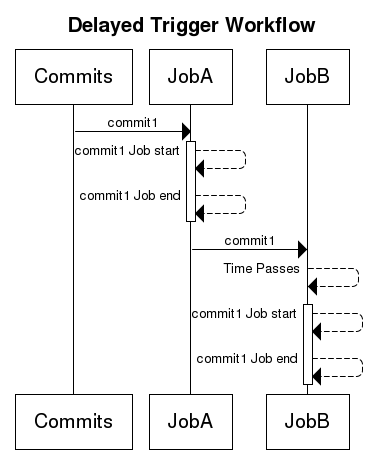 Delayed Trigger Workflow
Commits JobA JobB
commit1
commit1 Job start
commit1 Job end
commit1
Time Passes
commit1 Job start
commit1 Job end
Commits JobA JobB